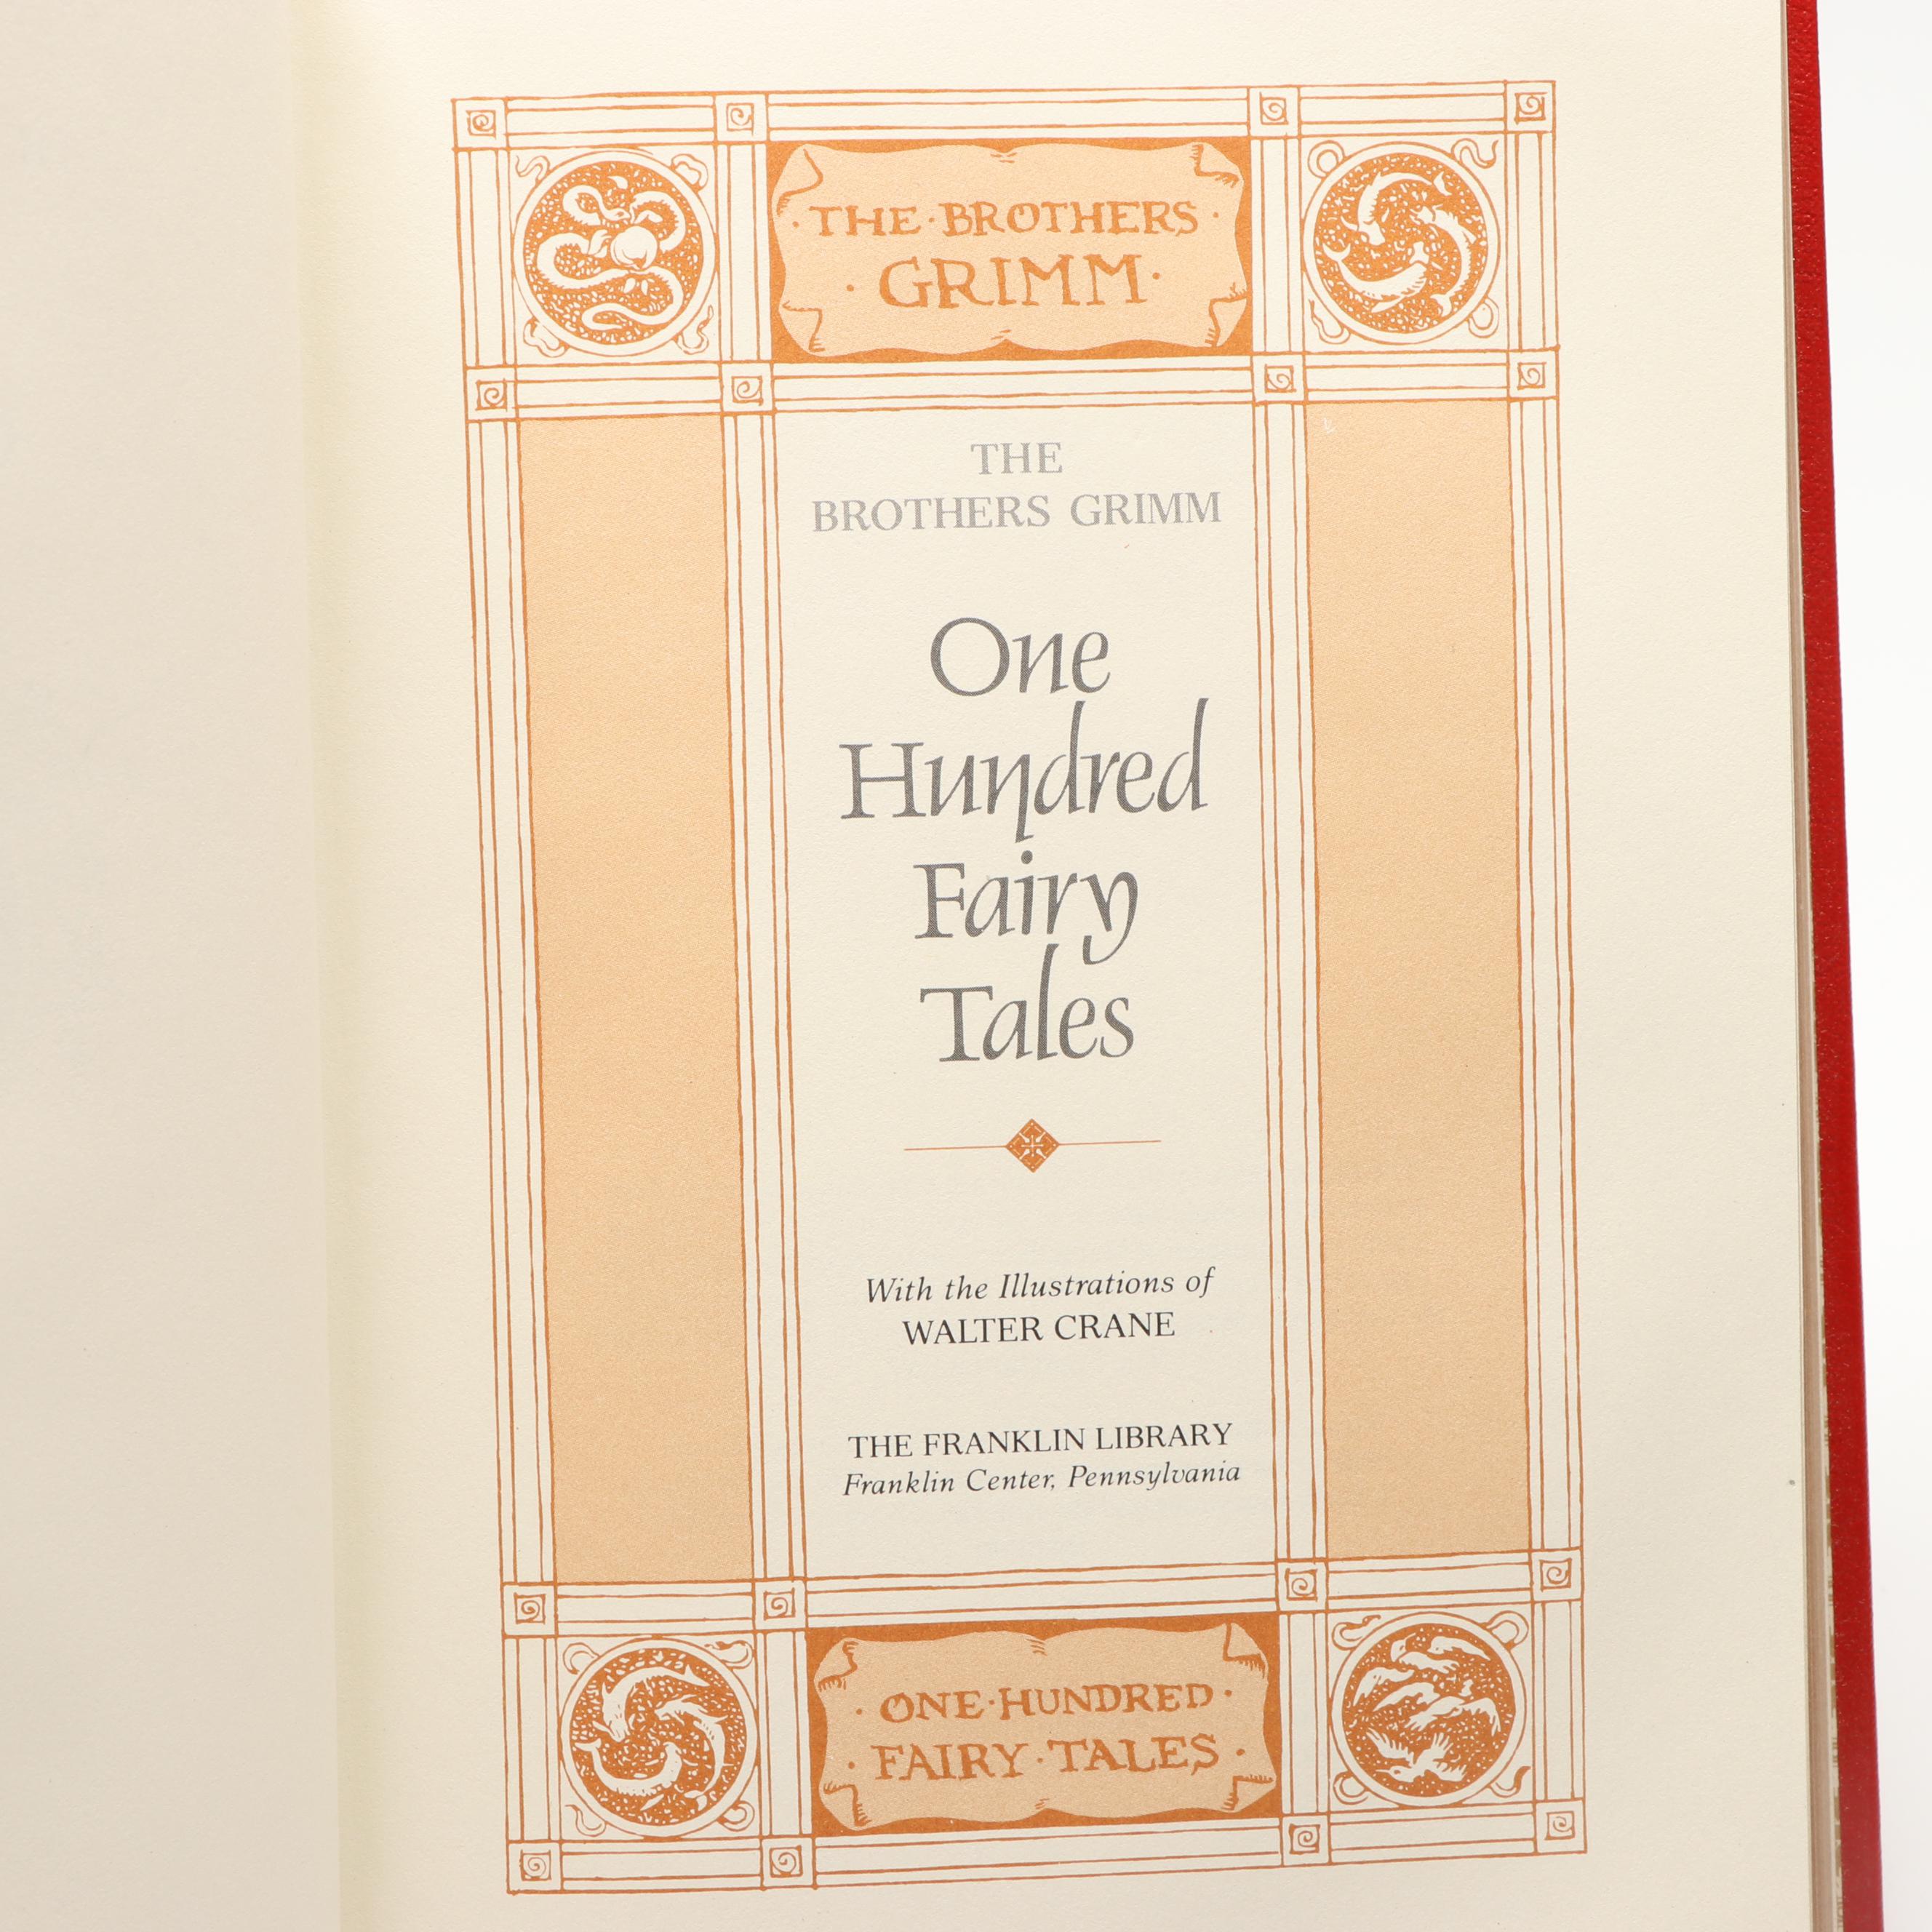 ·THE·BROTHERS·
·GRIMM·
THE
BROTHERS GRIMM
One
Hundred
Fairy
Tales
With the Illustrations of
WALTER CRANE
THE FRANKLIN LIBRARY
Franklin Center, Pennsylvania
·ONE·HUNDRED·
·FAIRY·TALES·